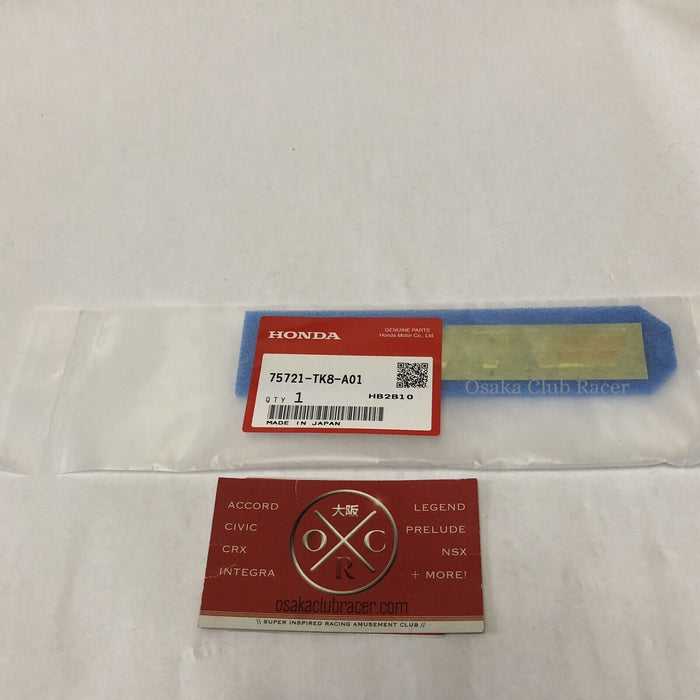 HONDA
GENUINE PARTS
Honda Motor Co., Ltd.
75721-TK8-A01
QTY 1
HB2B10
MADE IN JAPAN
Osaka Club Racer
ACCORD
CIVIC
CRX
INTEGRA
大阪
O C
R
LEGEND
PRELUDE
NSX
+ MORE!
osakaclubracer.com
\\ SUPER INSPIRED RACING AMUSEMENT CLUB //